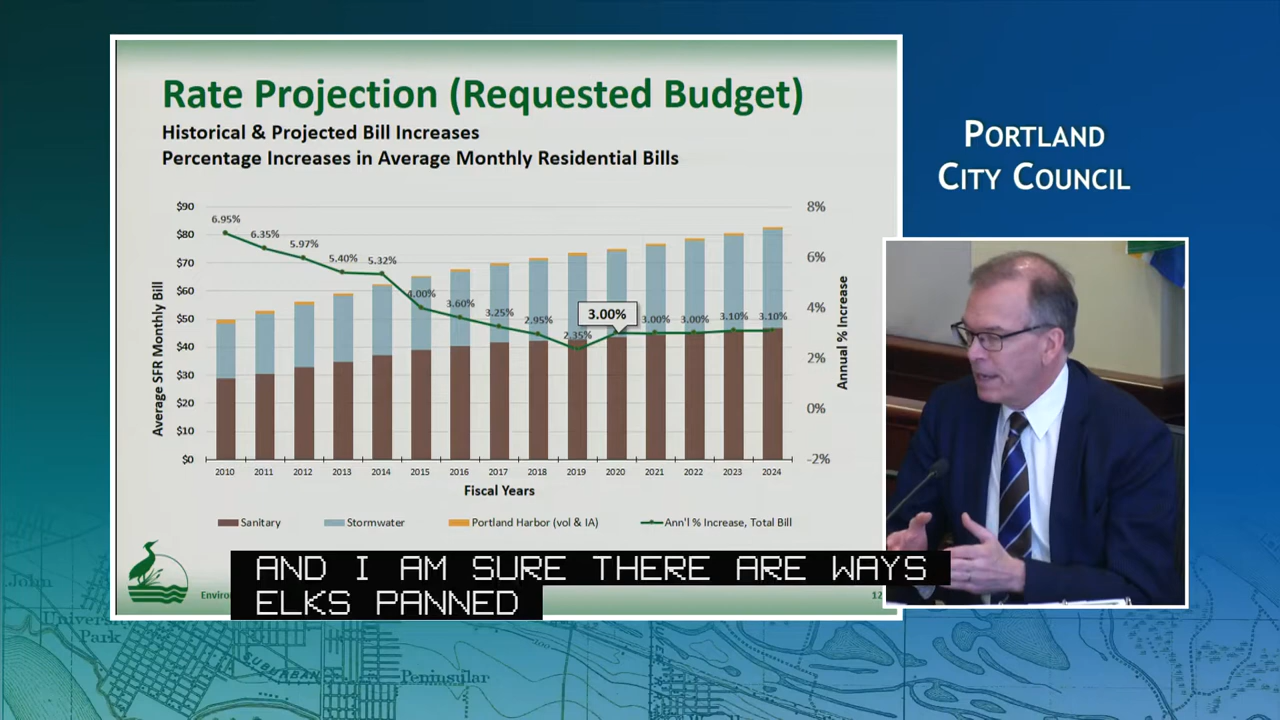 Rate Projection (Requested Budget)
Historical & Projected Bill Increases
Percentage Increases in Average Monthly Residential Bills
PORTLAND
CITY COUNCIL
Average SFR Monthly Bill
$90
$80
$70
$60
$50
$40
$30
$20
$10
$0
6.95%
6.35%
5.97%
5.40%
5.32%
4.00%
3.60%
3.25%
2.95%
2.35%
3.00%
3.00%
3.00%
3.10%
3.10%
8%
6%
4%
2%
0%
-2%
Annual % Increase
2010 2011 2012 2013 2014 2015 2016 2017 2018 2019 2020 2021 2022 2023 2024
Fiscal Years
Sanitary Stormwater Portland Harbor (vol & IA) Ann'l % Increase, Total Bill
12
AND I AM SURE THERE ARE WAYS
ELKS PANNED
John
University
Park
SUBURBAN
Peninsular